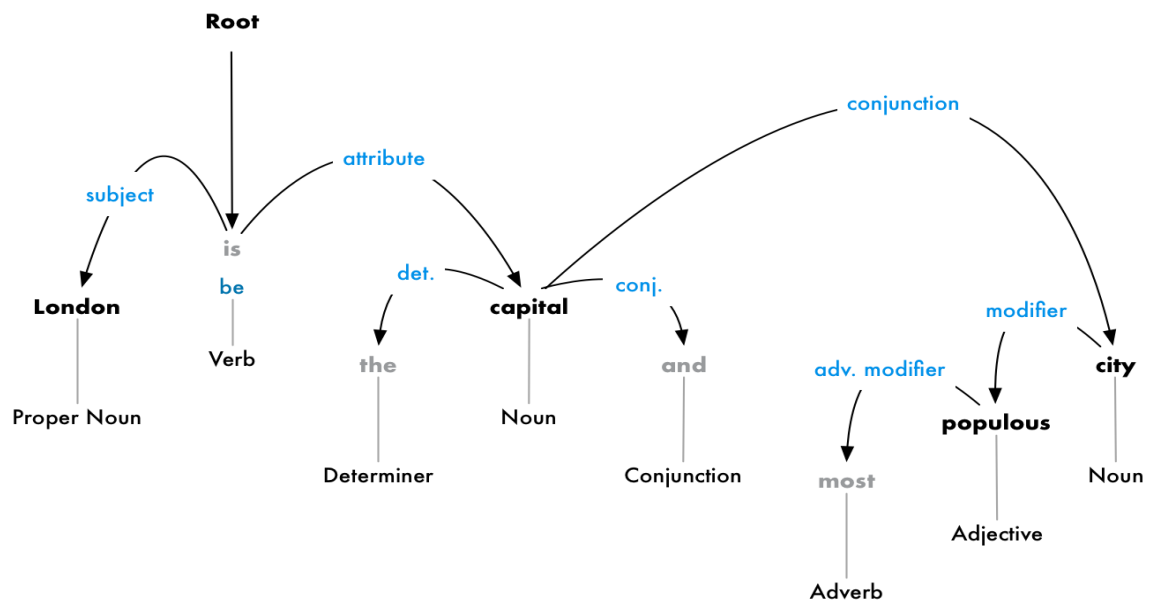 Root
conjunction
attribute
subject
is
det.
be
conj.
London
capital
modifier
Verb
the
and
city
adv. modifier
Proper Noun
Noun
populous
Determiner
Conjunction
most
Noun
Adjective
Adverb